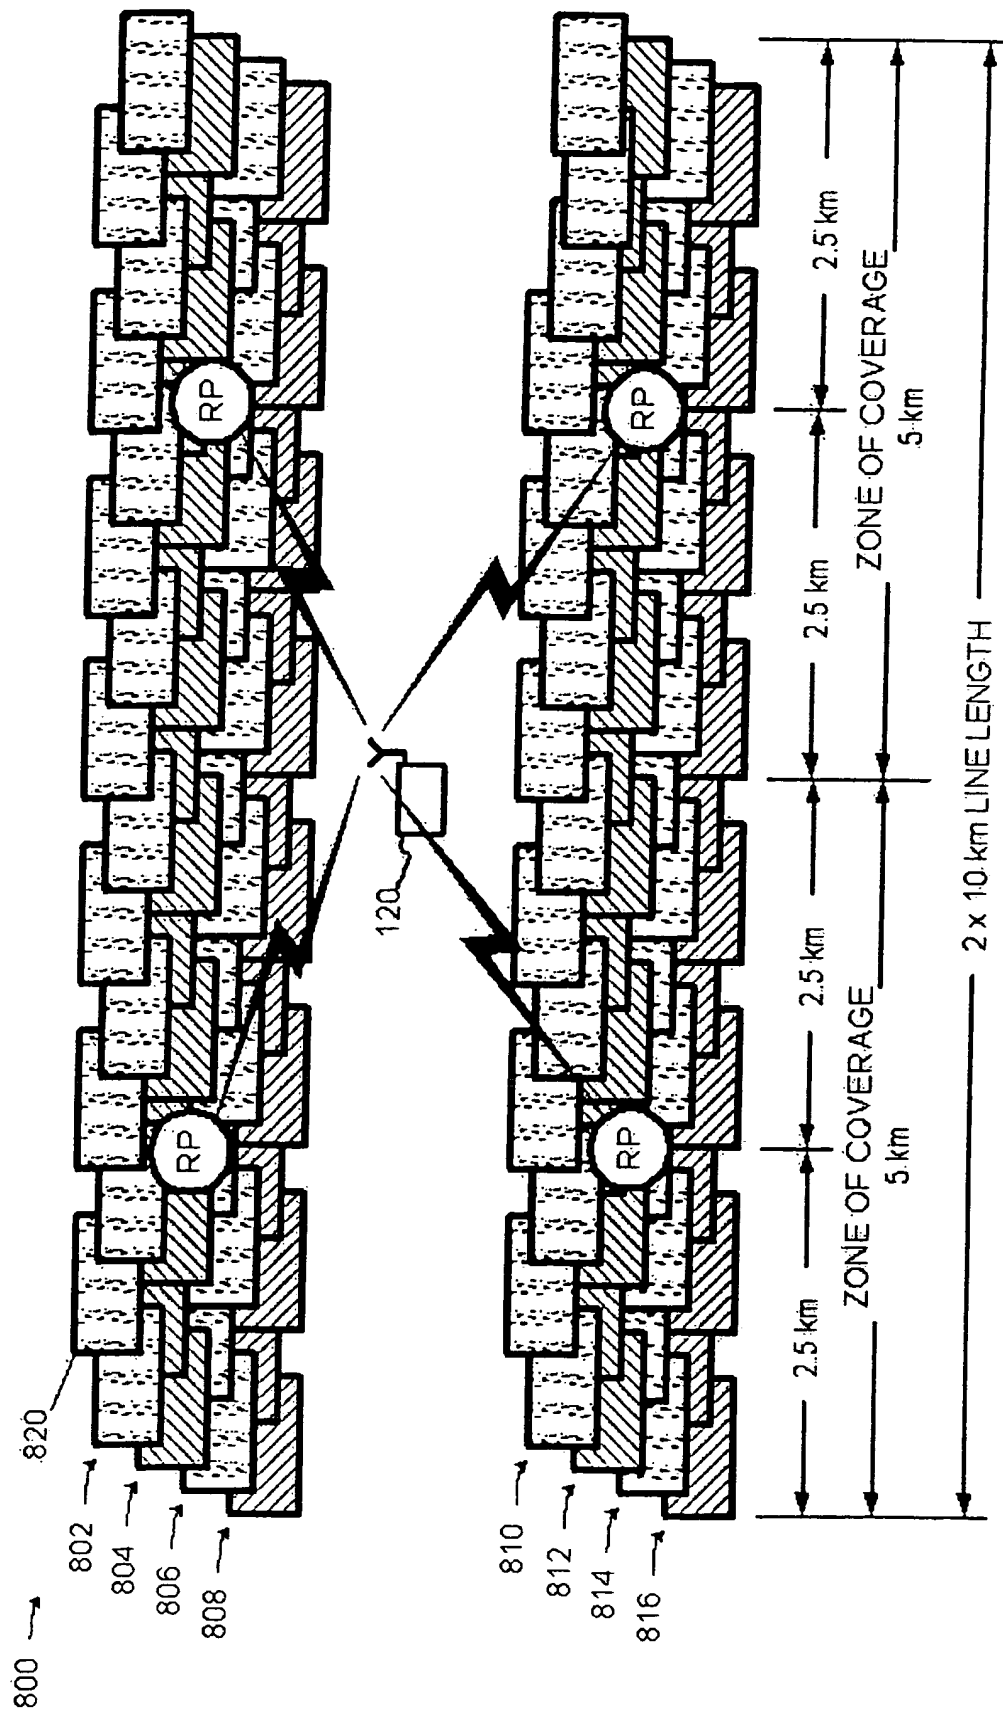 800
820
802
804
806
808
RP
RP
120
810
812
814
816
RP
RP
2.5 km
2.5 km
2.5 km
2.5 km
ZONE OF COVERAGE
5 km
ZONE OF COVERAGE
5 km
2 x 10 km LINE LENGTH